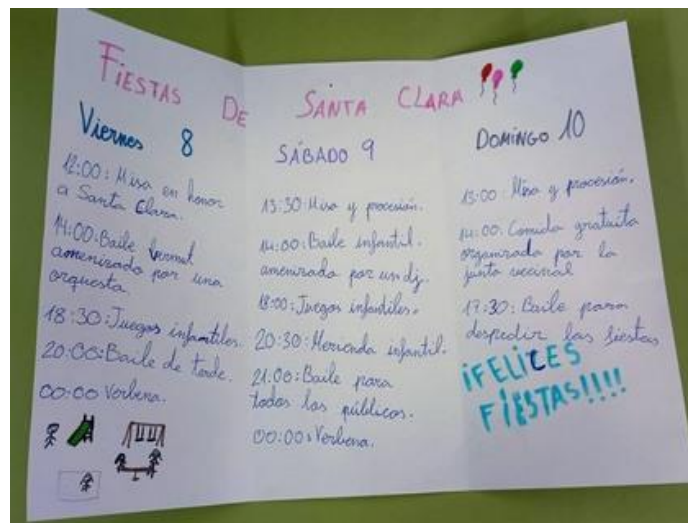 FIESTAS DE SANTA CLARA
Viernes 8
12:00: Misa en honor
a Santa Clara.
14:00: Baile Vermut
amenizado por una
orquesta.
18:30: Juegos infantiles.
20:00: Baile de tarde.
00:00 Verbena.
SÁBADO 9
13:30: Misa y procesión.
14:00: Baile infantil.
amenizada por un dj.
18:00: Juegos infantiles.
20:30: Merienda infantil.
21:00: Baile para
todos los públicos.
00:00: Verbena.
DOMINGO 10
13:00 Misa y procesión.
14:00: Comida gratuita
organizada por la
junta vecinal
17:30: Baile para
despedir las fiestas
¡FELICES
FIESTAS!!!!